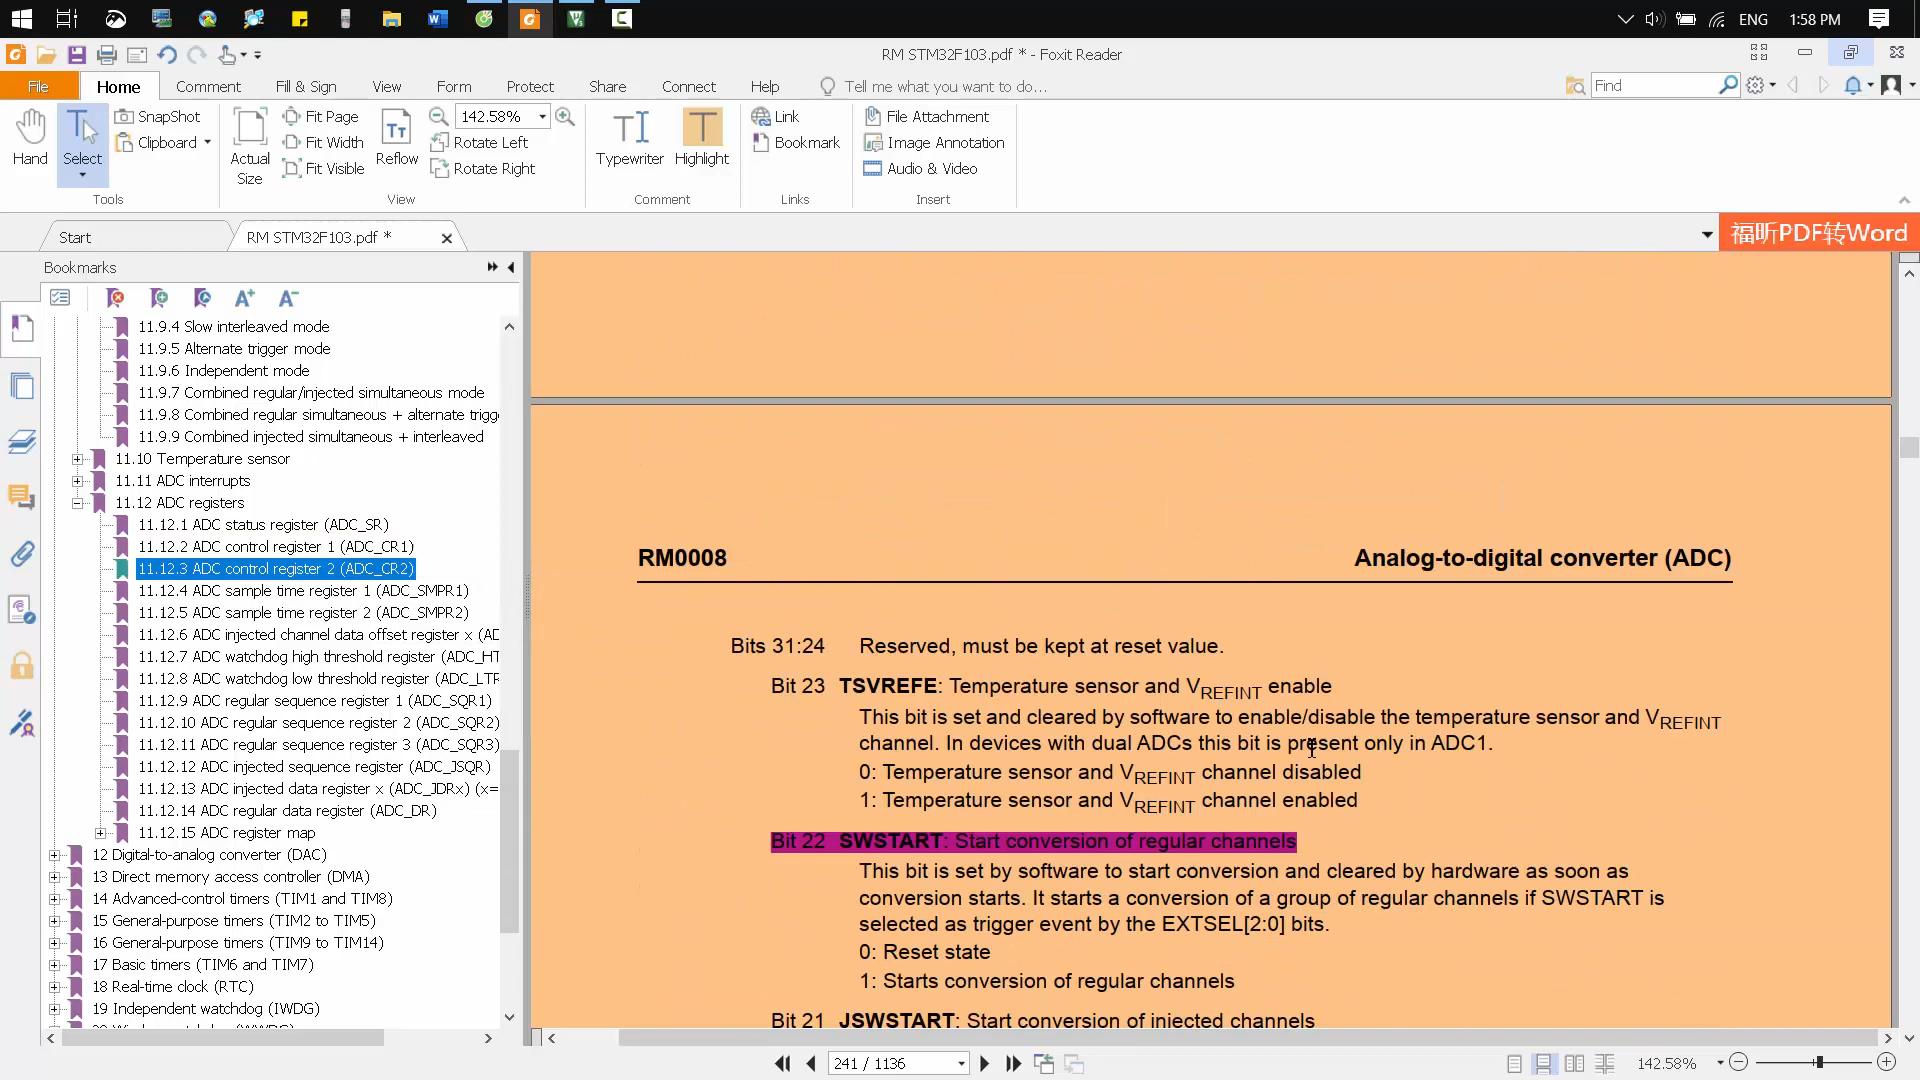 ENG
1:58 PM
RM STM32F103.pdf * - Foxit Reader
File
Home
Comment
Fill & Sign
View
Form
Protect
Share
Connect
Help
Tell me what you want to do...
Find
Hand
Select
SnapShot
Clipboard
Actual
Size
Fit Page
Fit Width
Fit Visible
Reflow
142.58%
Rotate Left
Rotate Right
Typewriter
Highlight
Link
Bookmark
File Attachment
Image Annotation
Audio & Video
Tools
View
Comment
Links
Insert
Start
RM STM32F103.pdf *
福昕PDF转Word
Bookmarks
11.9.4 Slow interleaved mode
11.9.5 Alternate trigger mode
11.9.6 Independent mode
11.9.7 Combined regular/injected simultaneous mode
11.9.8 Combined regular simultaneous + alternate trigge
11.9.9 Combined injected simultaneous + interleaved
11.10 Temperature sensor
11.11 ADC interrupts
11.12 ADC registers
11.12.1 ADC status register (ADC_SR)
11.12.2 ADC control register 1 (ADC_CR1)
11.12.3 ADC control register 2 (ADC_CR2)
11.12.4 ADC sample time register 1 (ADC_SMPR1)
11.12.5 ADC sample time register 2 (ADC_SMPR2)
11.12.6 ADC injected channel data offset register x (AD
11.12.7 ADC watchdog high threshold register (ADC_HT
11.12.8 ADC watchdog low threshold register (ADC_LTR
11.12.9 ADC regular sequence register 1 (ADC_SQR1)
11.12.10 ADC regular sequence register 2 (ADC_SQR2)
11.12.11 ADC regular sequence register 3 (ADC_SQR3)
11.12.12 ADC injected sequence register (ADC_JSQR)
11.12.13 ADC injected data register x (ADC_JDRx) (x=
11.12.14 ADC regular data register (ADC_DR)
11.12.15 ADC register map
12 Digital-to-analog converter (DAC)
13 Direct memory access controller (DMA)
14 Advanced-control timers (TIM1 and TIM8)
15 General-purpose timers (TIM2 to TIM5)
16 General-purpose timers (TIM9 to TIM14)
17 Basic timers (TIM6 and TIM7)
18 Real-time clock (RTC)
19 Independent watchdog (IWDG)
RM0008
Analog-to-digital converter (ADC)
Bits 31:24 Reserved, must be kept at reset value.
Bit 23 TSVREFE: Temperature sensor and VREFINT enable
This bit is set and cleared by software to enable/disable the temperature sensor and VREFINT
channel. In devices with dual ADCs this bit is present only in ADC1.
0: Temperature sensor and VREFINT channel disabled
1: Temperature sensor and VREFINT channel enabled
Bit 22 SWSTART: Start conversion of regular channels
This bit is set by software to start conversion and cleared by hardware as soon as
conversion starts. It starts a conversion of a group of regular channels if SWSTART is
selected as trigger event by the EXTSEL[2:0] bits.
0: Reset state
1: Starts conversion of regular channels
Bit 21 JSWSTART: Start conversion of injected channels
241 / 1136
142.58%